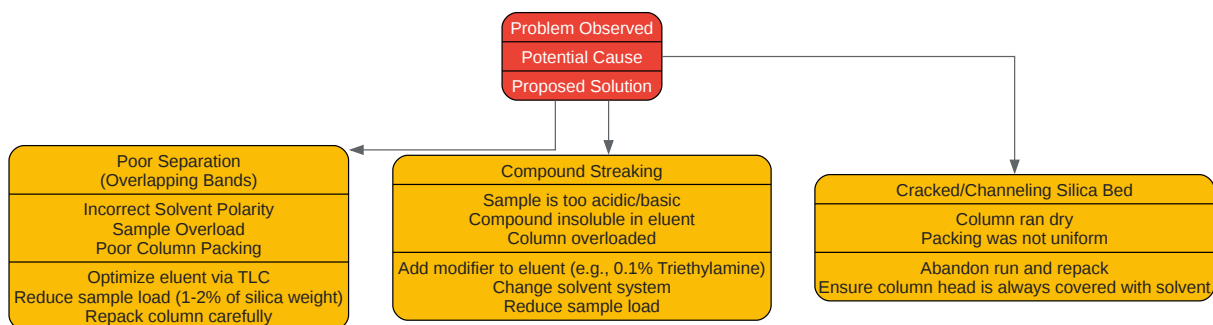 Problem Observed
Potential Cause
Proposed Solution
Poor Separation
(Overlapping Bands)
Incorrect Solvent Polarity
Sample Overload
Poor Column Packing
Optimize eluent via TLC
Reduce sample load (1-2% of silica weight)
Repack column carefully
Compound Streaking
Sample is too acidic/basic
Compound insoluble in eluent
Column overloaded
Add modifier to eluent (e.g., 0.1% Triethylamine)
Change solvent system
Reduce sample load
Cracked/Channeling Silica Bed
Column ran dry
Packing was not uniform
Abandon run and repack
Ensure column head is always covered with solvent.